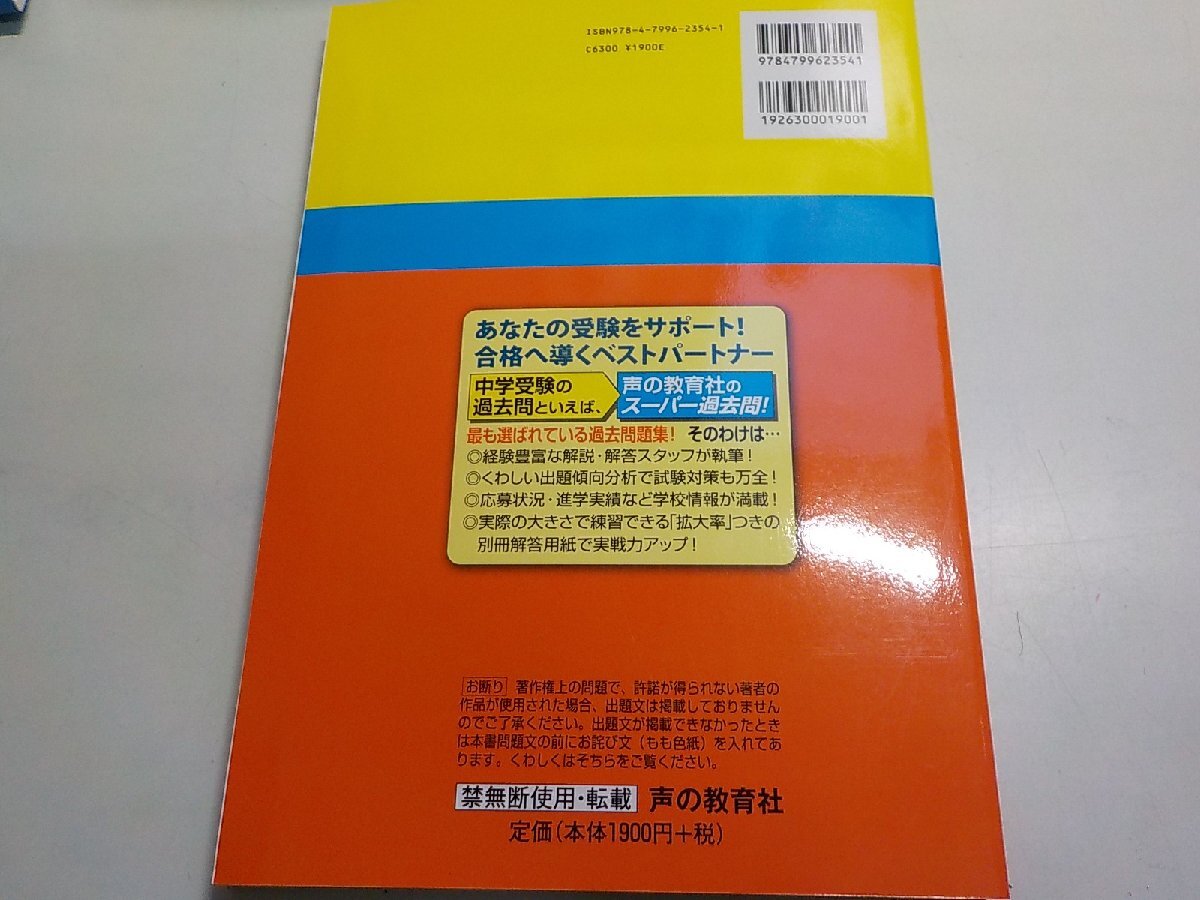 ISBN978-4-7996-2354-1
C6300 ¥1900E
9784799623541
1926300019001
あなたの受験をサポート!
合格へ導くベストパートナー
中学受験の
過去問といえば、
声の教育社の
スーパー過去問!
最も選ばれている過去問題集! そのわけは…
◎経験豊富な解説・解答スタッフが執筆!
◎くわしい出題傾向分析で試験対策も万全!
◎応募状況・進学実績など学校情報が満載!
◎実際の大きさで練習できる「拡大率」つきの
別冊解答用紙で実戦力アップ!
お断り 著作権上の問題で、許諾が得られない著者の
作品が使用された場合、出題文は掲載しておりません
のでご了承ください。出題文が掲載できなかったとき
は本書問題文の前にお詫び文(もも色紙)を入れてあ
ります。くわしくはそちらをご覧ください。
禁無断使用・転載 声の教育社
定価(本体1900円+税)